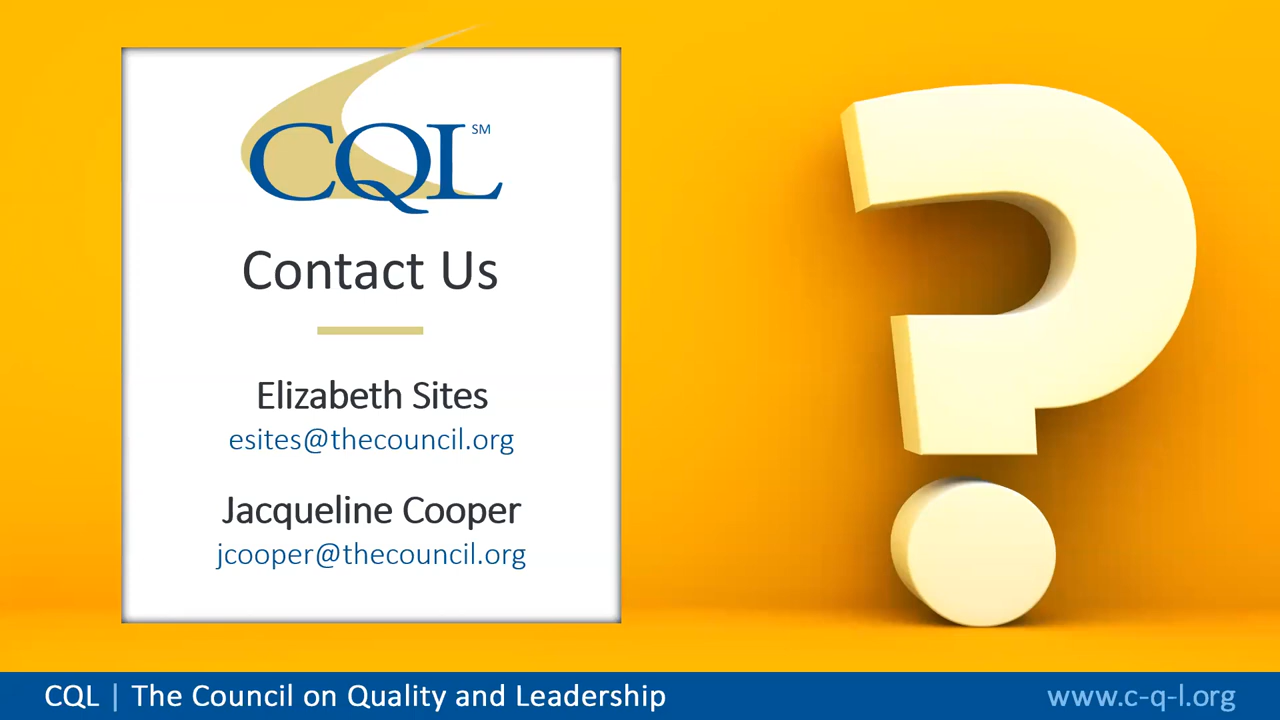 CQL SM
Contact Us
Elizabeth Sites
esites@thecouncil.org
Jacqueline Cooper
jcooper@thecouncil.org
?
CQL | The Council on Quality and Leadership
www.c-q-l.org